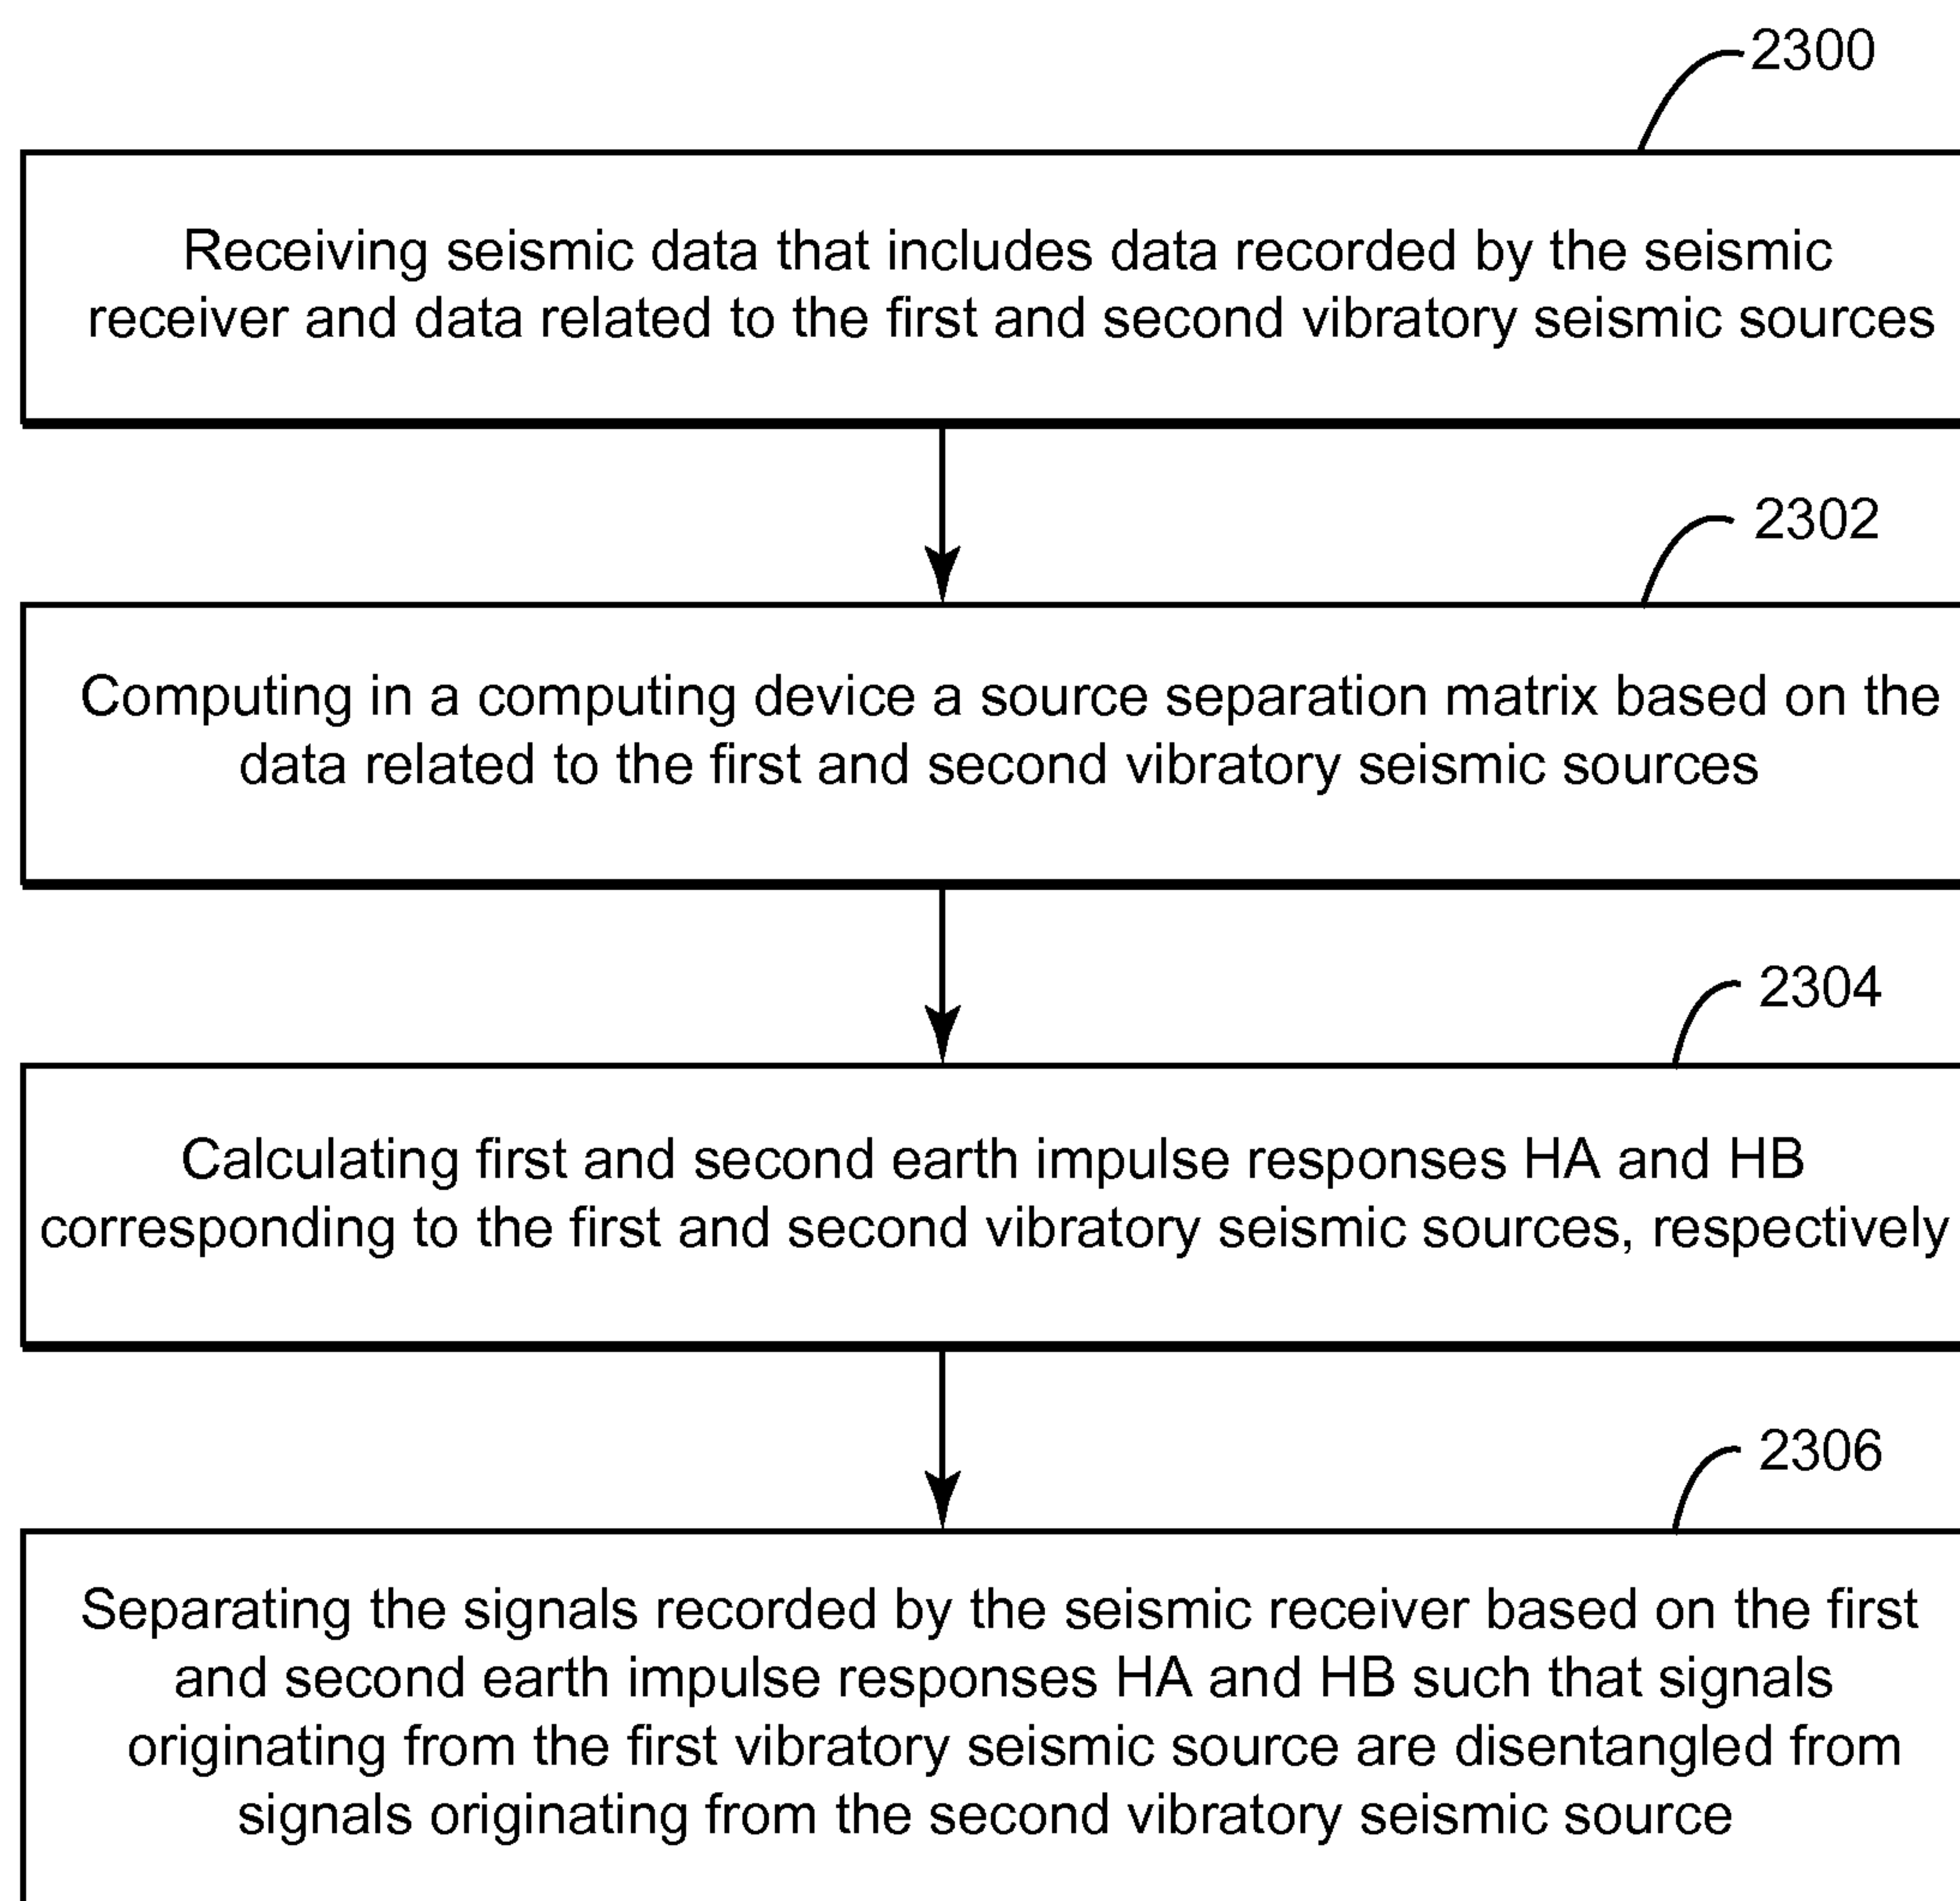 2300
Receiving seismic data that includes data recorded by the seismic
receiver and data related to the first and second vibratory seismic sources
2302
Computing in a computing device a source separation matrix based on the
data related to the first and second vibratory seismic sources
2304
Calculating first and second earth impulse responses HA and HB
corresponding to the first and second vibratory seismic sources, respectively
2306
Separating the signals recorded by the seismic receiver based on the first
and second earth impulse responses HA and HB such that signals
originating from the first vibratory seismic source are disentangled from
signals originating from the second vibratory seismic source